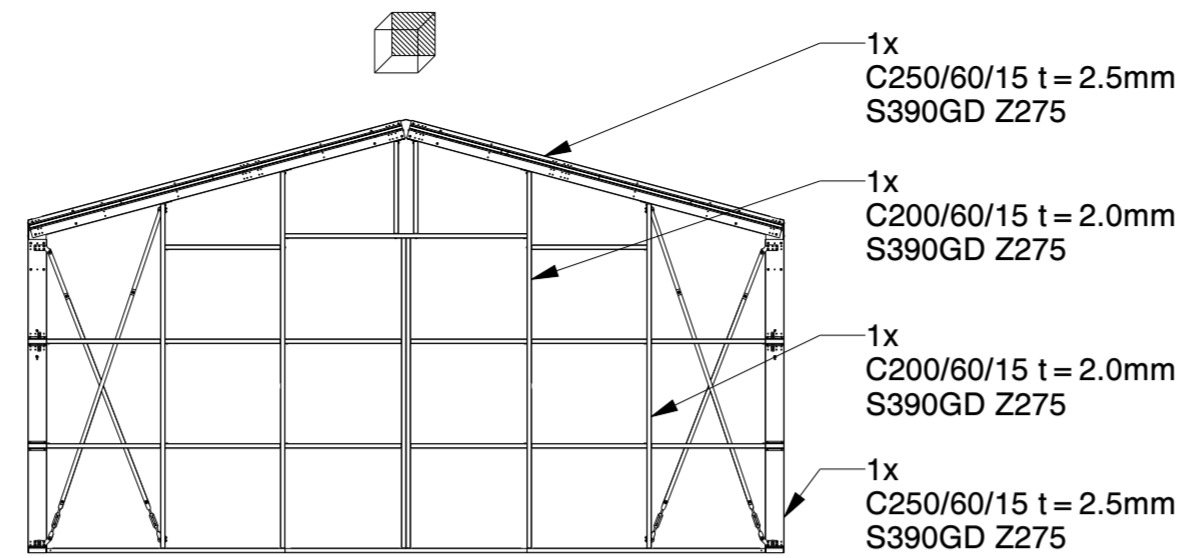 1x
C250/60/15 t = 2.5mm
S390GD Z275
1x
C200/60/15 t = 2.0mm
S390GD Z275
1x
C200/60/15 t = 2.0mm
S390GD Z275
1x
C250/60/15 t = 2.5mm
S390GD Z275